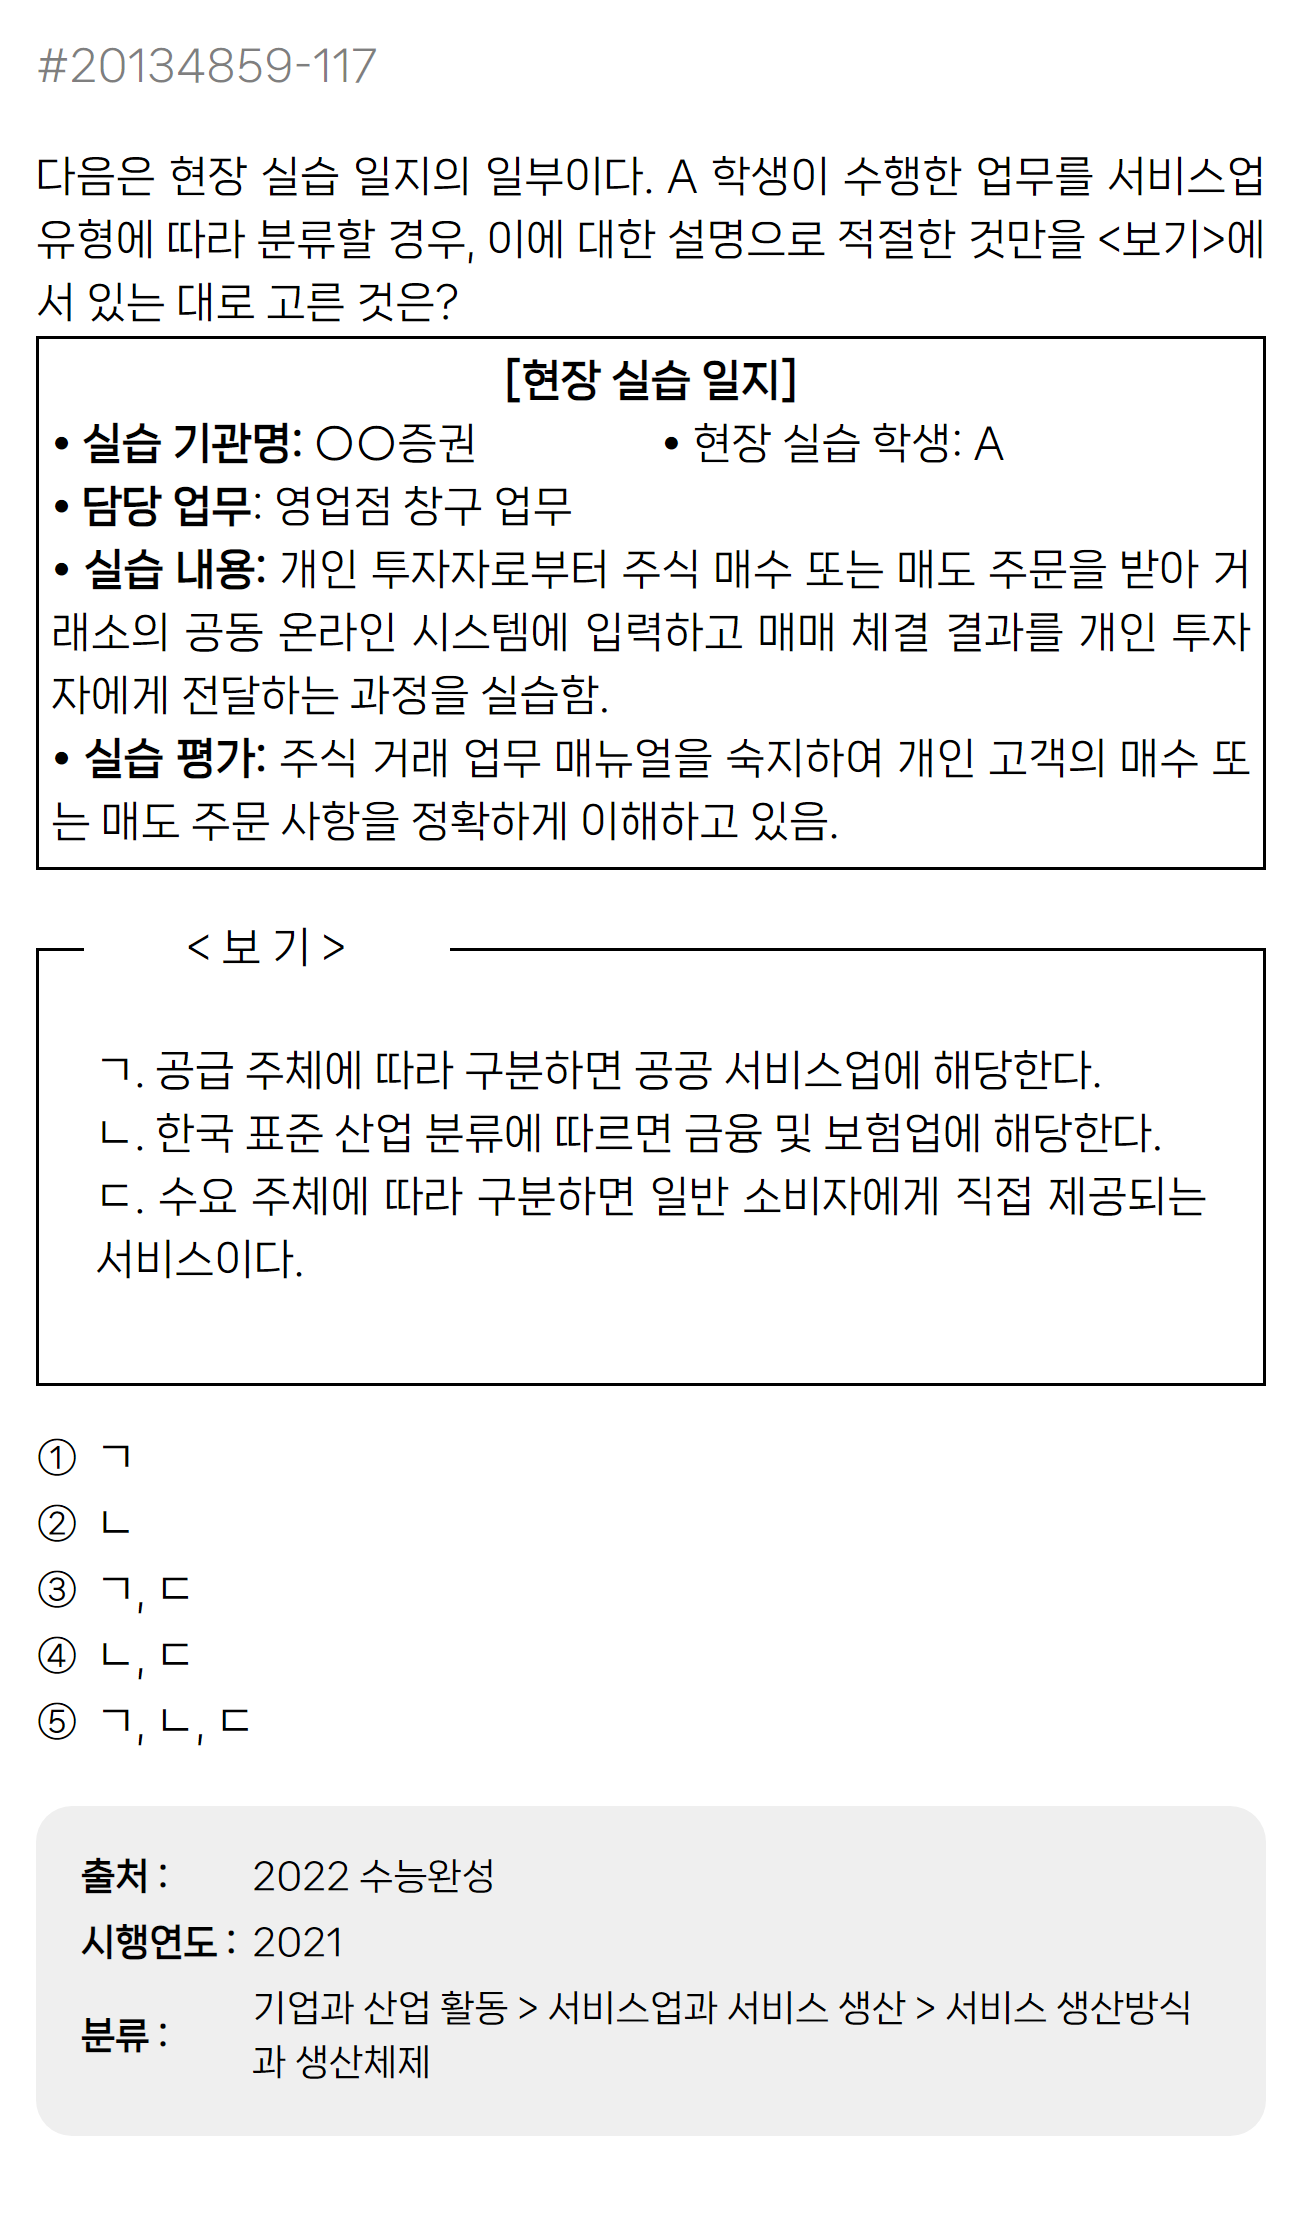 #20134859-117
다음은 현장 실습 일지의 일부이다. A 학생이 수행한 업무를 서비스업
유형에 따라 분류할 경우, 이에 대한 설명으로 적절한 것만을 <보기>에
서 있는 대로 고른 것은?
[현장 실습 일지]
• 실습 기관명: 〇〇증권 • 현장 실습 학생: A
• 담당 업무: 영업점 창구 업무
• 실습 내용: 개인 투자자로부터 주식 매수 또는 매도 주문을 받아 거
래소의 공동 온라인 시스템에 입력하고 매매 체결 결과를 개인 투자
자에게 전달하는 과정을 실습함.
• 실습 평가: 주식 거래 업무 매뉴얼을 숙지하여 개인 고객의 매수 또
는 매도 주문 사항을 정확하게 이해하고 있음.
< 보 기 >
ㄱ. 공급 주체에 따라 구분하면 공공 서비스업에 해당한다.
ㄴ. 한국 표준 산업 분류에 따르면 금융 및 보험업에 해당한다.
ㄷ. 수요 주체에 따라 구분하면 일반 소비자에게 직접 제공되는
서비스이다.
① ㄱ
② ㄴ
③ ㄱ, ㄷ
④ ㄴ, ㄷ
⑤ ㄱ, ㄴ, ㄷ
출처 : 2022 수능완성
시행연도 : 2021
분류 : 기업과 산업 활동 > 서비스업과 서비스 생산 > 서비스 생산방식
과 생산체제